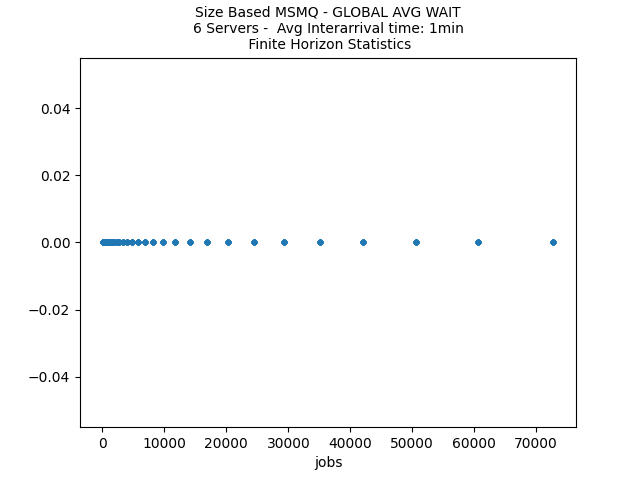 Size Based MSMQ - GLOBAL AVG WAIT
6 Servers -  Avg Interarrival time: 1min
Finite Horizon Statistics
0.04
0.02
0.00
−0.02
−0.04
0 10000 20000 30000 40000 50000 60000 70000
jobs